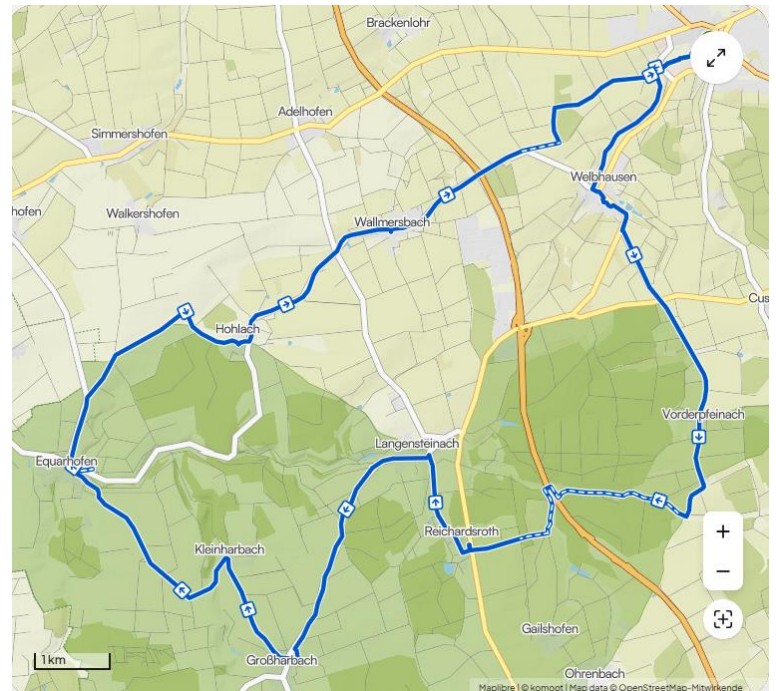 Brackenlohr
Adelhofen
Simmershofen
Welbhausen
hofen
Walkershofen
Wallmersbach
Cus
Hohlach
Vorderpfeinach
Langensteinach
Equarhofen
Reichardsroth
+
Kleinharbach
−
Gailshofen
Großharbach
1 km
Ohrenbach
Maplibre | © komoot | Map data © OpenStreetMap-Mitwirkende